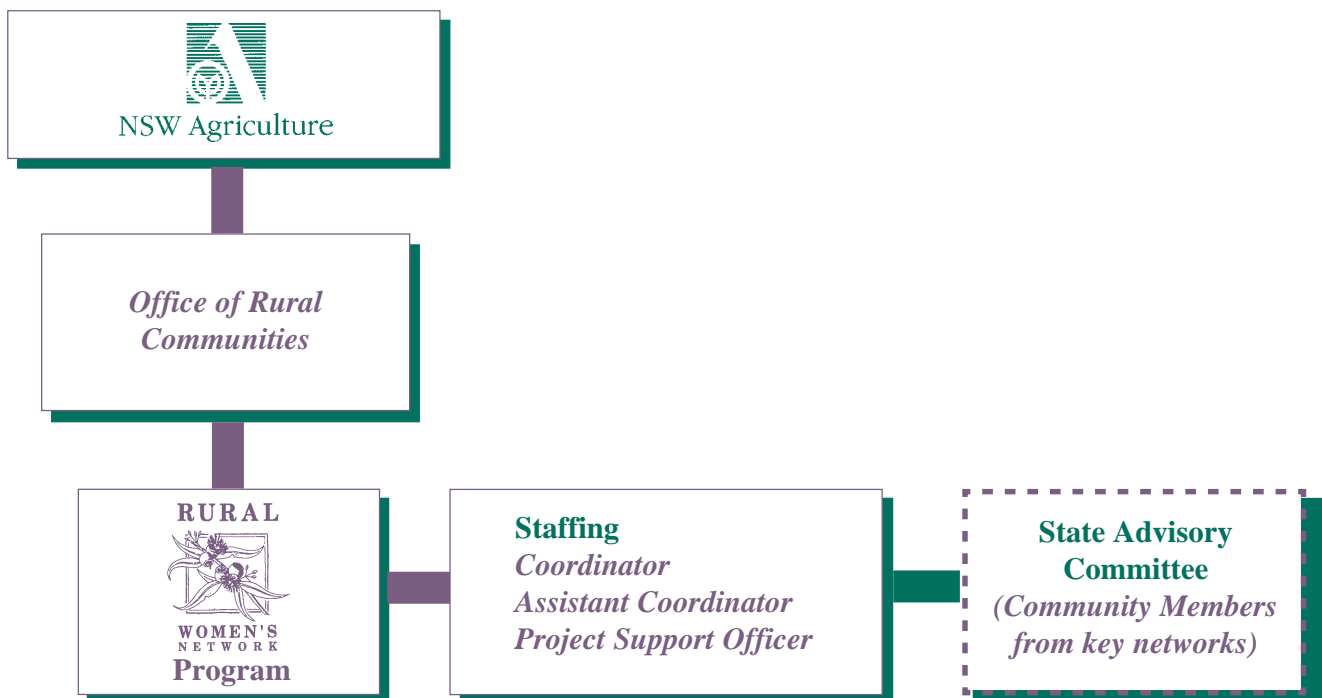 NSW Agriculture
Office of Rural
Communities
RURAL
WOMEN'S
NETWORK
Program
Staffing
Coordinator
Assistant Coordinator
Project Support Officer
State Advisory
Committee
(Community Members
from key networks)